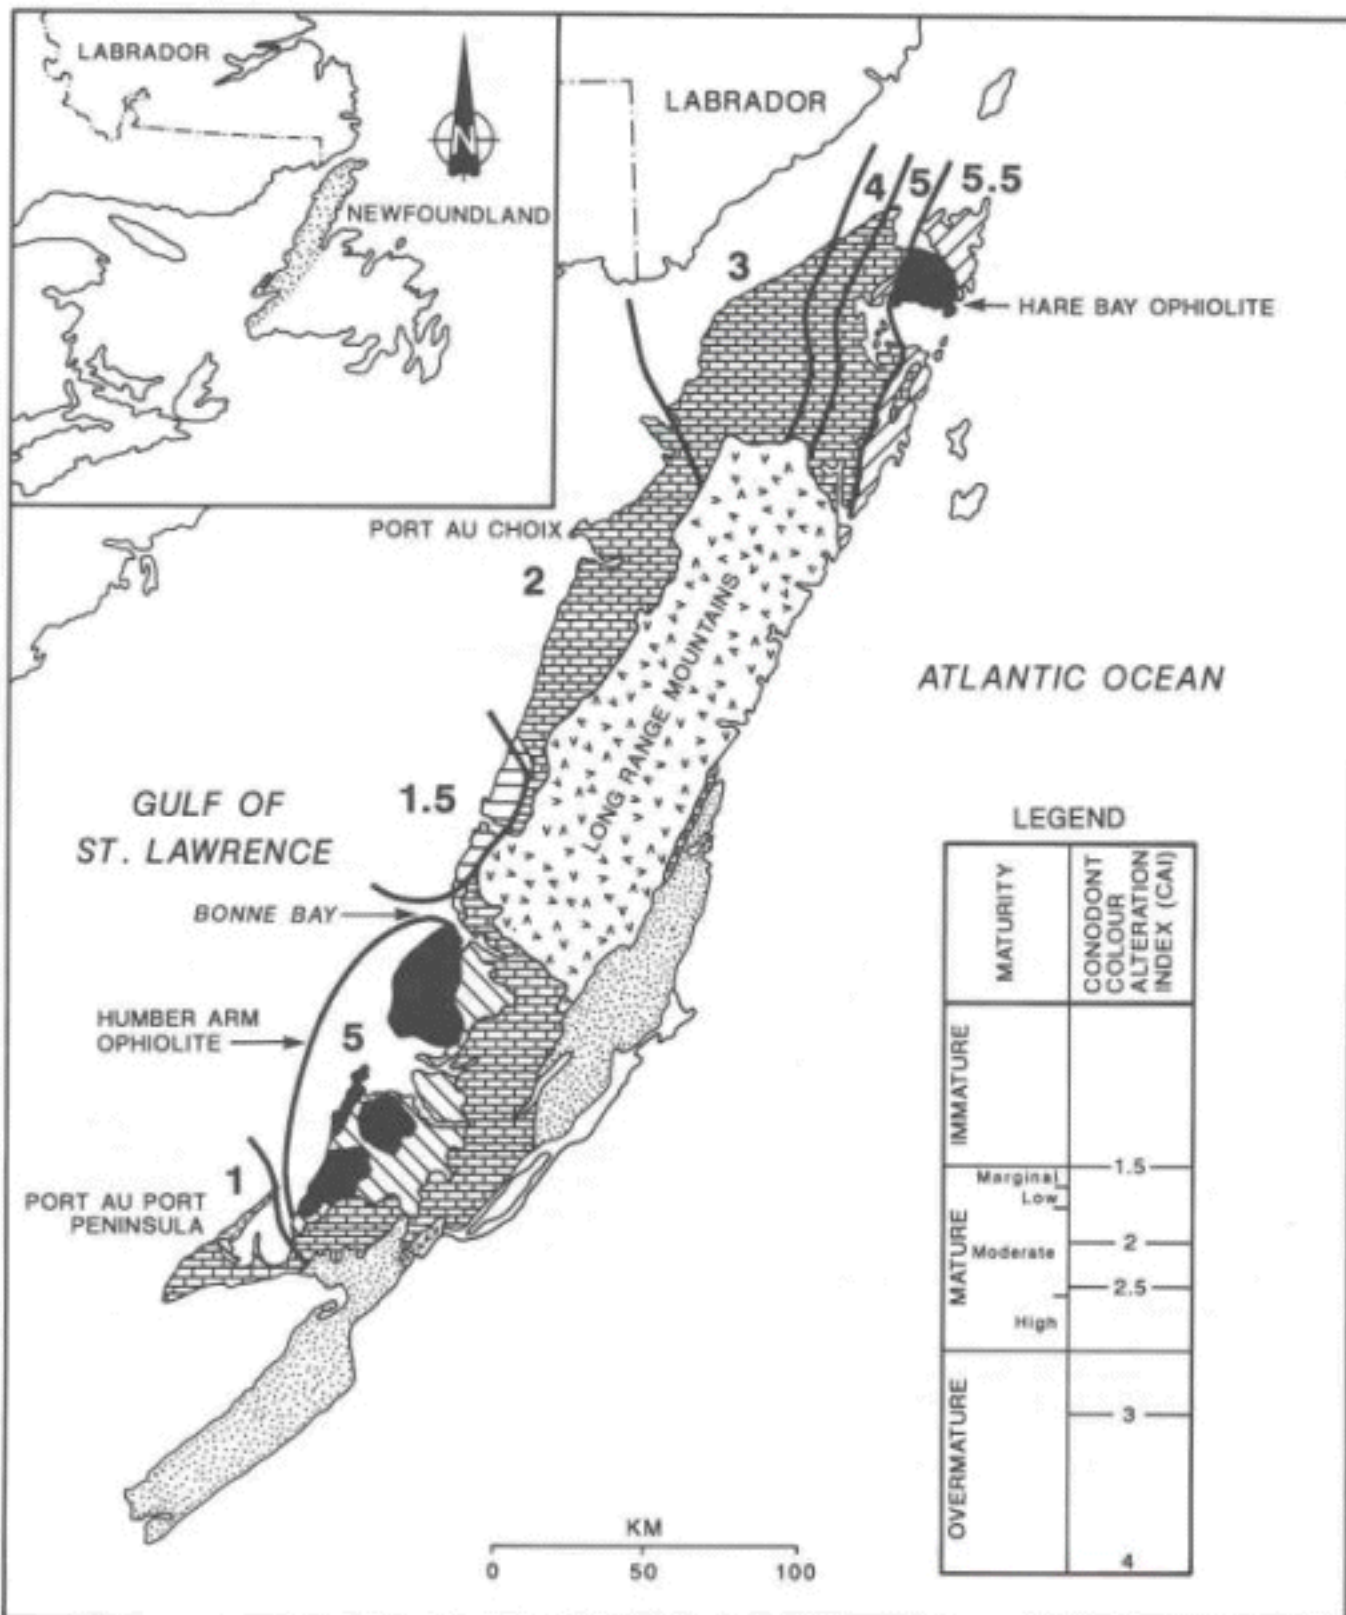 LABRADOR
N
NEWFOUNDLAND
LABRADOR
4
5
5.5
3
HARE BAY OPHIOLITE
PORT AU CHOIX
2
LONG RANGE MOUNTAINS
ATLANTIC OCEAN
1.5
GULF OF
ST. LAWRENCE
BONNE BAY
HUMBER ARM
OPHIOLITE
5
1
PORT AU PORT
PENINSULA
LEGEND
MATURITY
CONODONT
COLOUR
ALTERATION
INDEX (CAI)
IMMATURE
1.5
MATURE
Marginal
Low
Moderate
2
2.5
High
OVERMATURE
3
4
KM
0
50
100